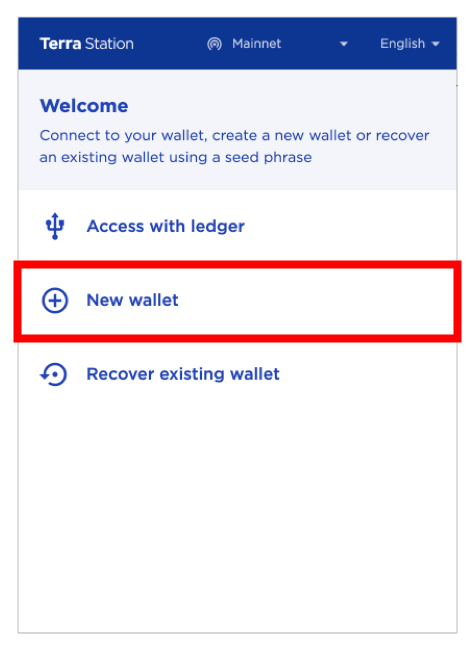 Terra Station Mainnet English
Welcome
Connect to your wallet, create a new wallet or recover
an existing wallet using a seed phrase
Access with ledger
New wallet
Recover existing wallet